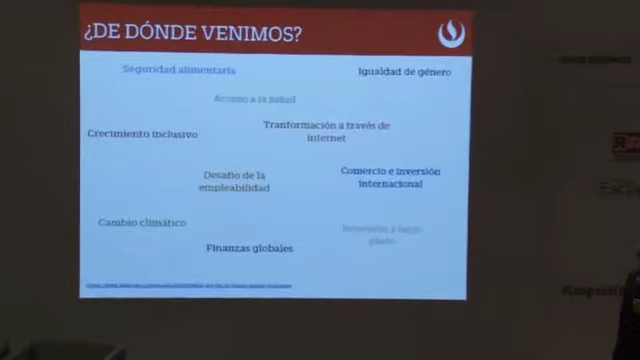 ¿DE DÓNDE VENIMOS?
Seguridad alimentaria
Igualdad de género
Acceso a la salud
Tranformación a través de
internet
Crecimiento inclusivo
Comercio e inversión
internacional
Desafío de la
empleabilidad
Cambio climático
Inversión a largo
plazo
Finanzas globales